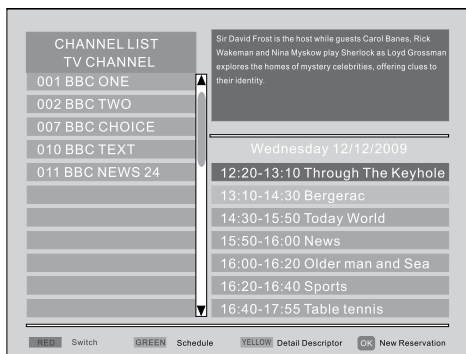 CHANNEL LIST
TV CHANNEL
001 BBC ONE
002 BBC TWO
007 BBC CHOICE
010 BBC TEXT
011 BBC NEWS 24
Sir David Frost is the host while guests Carol Banes, Rick
Wakeman and Nina Myskow play Sherlock as Loyd Grossman
explores the homes of mystery celebrities, offering clues to
their identity.
Wednesday 12/12/2009
12:20-13:10 Through The Keyhole
13:10-14:30 Bergerac
14:30-15:50 Today World
15:50-16:00 News
16:00-16:20 Older man and Sea
16:20-16:40 Sports
16:40-17:55 Table tennis
RED Switch GREEN Schedule YELLOW Detail Descriptor OK New Reservation